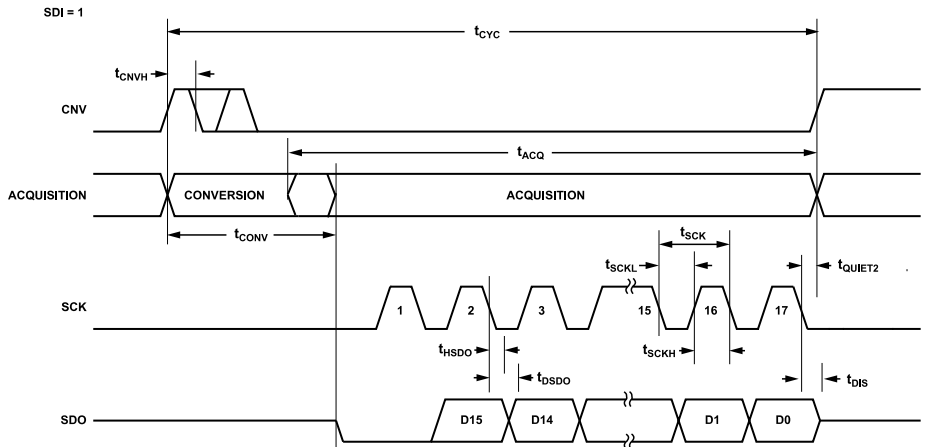 SDI = 1
tCYC
tCNVH
CNV
tACQ
ACQUISITION
CONVERSION
ACQUISITION
tCONV
tSCK
tSCKL
tQUIET2
SCK
1
2
3
15
16
17
tHSDO
tSCKH
tDSDO
tDIS
SDO
D15
D14
D1
D0